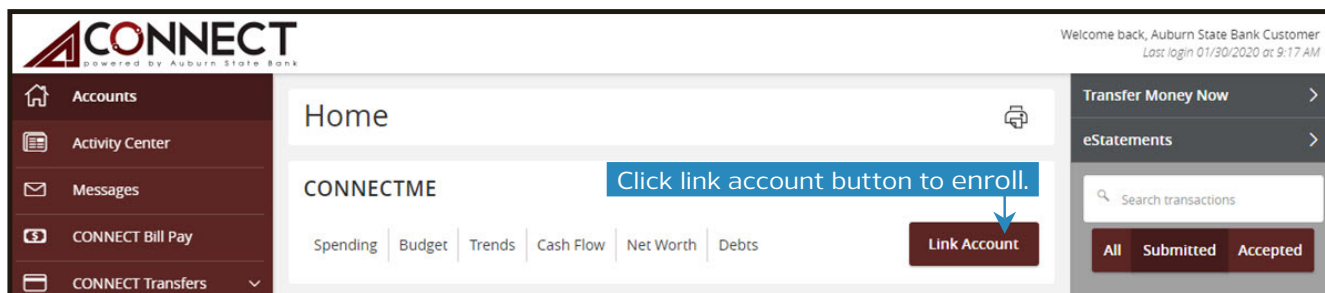 ACONNECT
powered by Auburn State Bank
Welcome back, Auburn State Bank Customer
Last login 01/30/2020 at 9:17 AM
Accounts
Activity Center
Messages
CONNECT Bill Pay
CONNECT Transfers
Home
CONNECTME
Click link account button to enroll.
Spending Budget Trends Cash Flow Net Worth Debts
Link Account
Transfer Money Now
eStatements
Search transactions
All Submitted Accepted